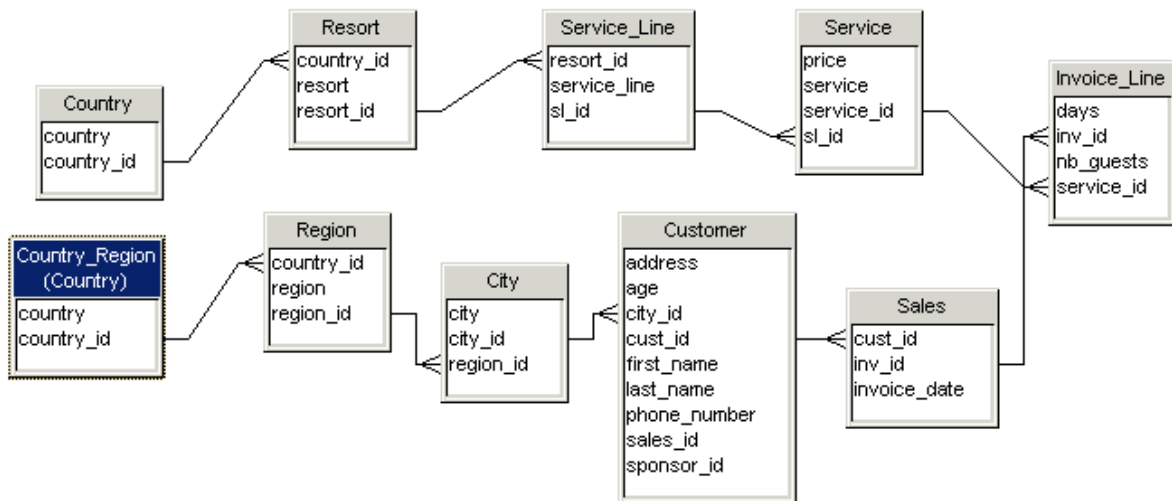 Country
country
country_id
Resort
country_id
resort
resort_id
Service_Line
resort_id
service_line
sl_id
Service
price
service
service_id
sl_id
Invoice_Line
days
inv_id
nb_guests
service_id
Country_Region
(Country)
country
country_id
Region
country_id
region
region_id
City
city
city_id
region_id
Customer
address
age
city_id
cust_id
first_name
last_name
phone_number
sales_id
sponsor_id
Sales
cust_id
inv_id
invoice_date